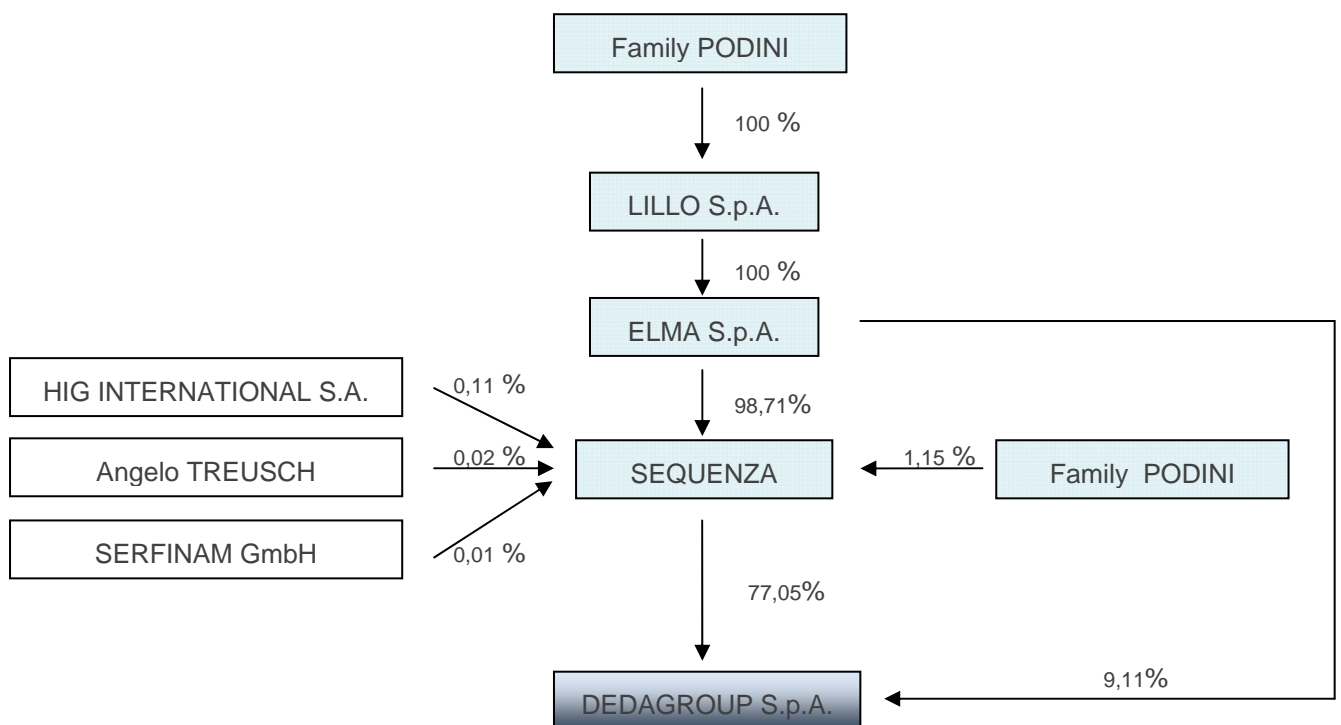 Family PODINI
100 %
LILLO S.p.A.
100 %
ELMA S.p.A.
HIG INTERNATIONAL S.A.
0,11 %
98,71%
Angelo TREUSCH
0,02 %
SEQUENZA
1,15 %
Family PODINI
SERFINAM GmbH
0,01 %
77,05%
9,11%
DEDAGROUP S.p.A.